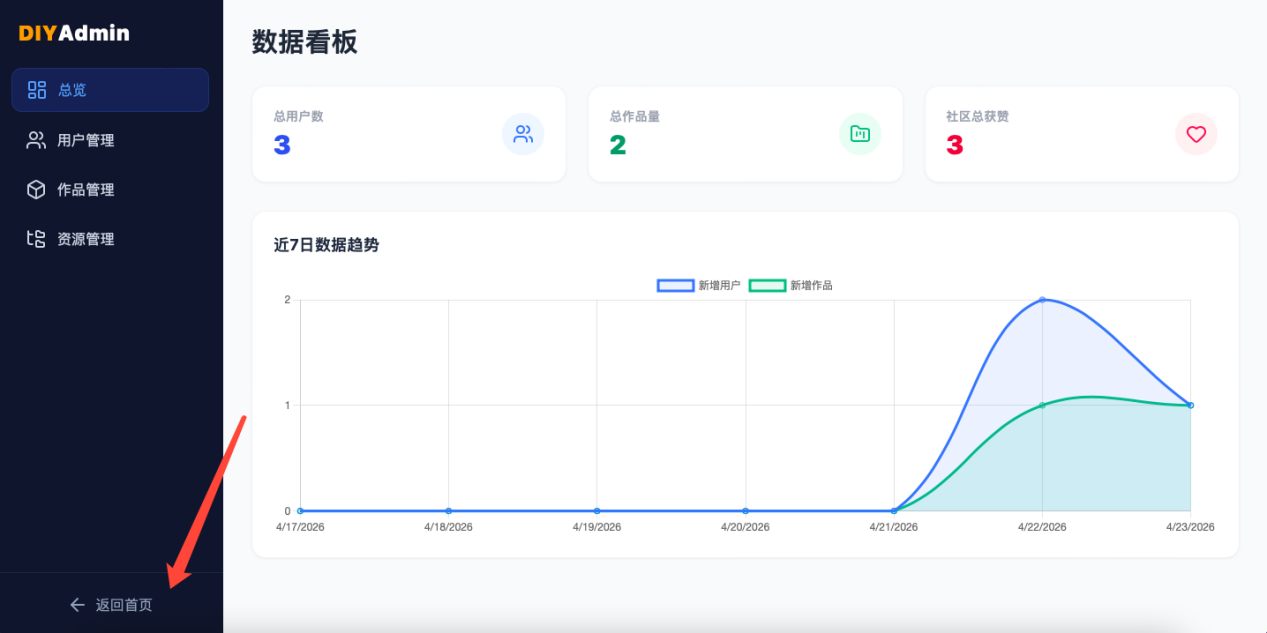 DIYAdmin
总览
用户管理
作品管理
资源管理
返回首页
数据看板
总用户数
3
总作品量
2
社区总获赞
3
近7日数据趋势
新增用户 新增作品
2
1
0
4/17/2026 4/18/2026 4/19/2026 4/20/2026 4/21/2026 4/22/2026 4/23/2026